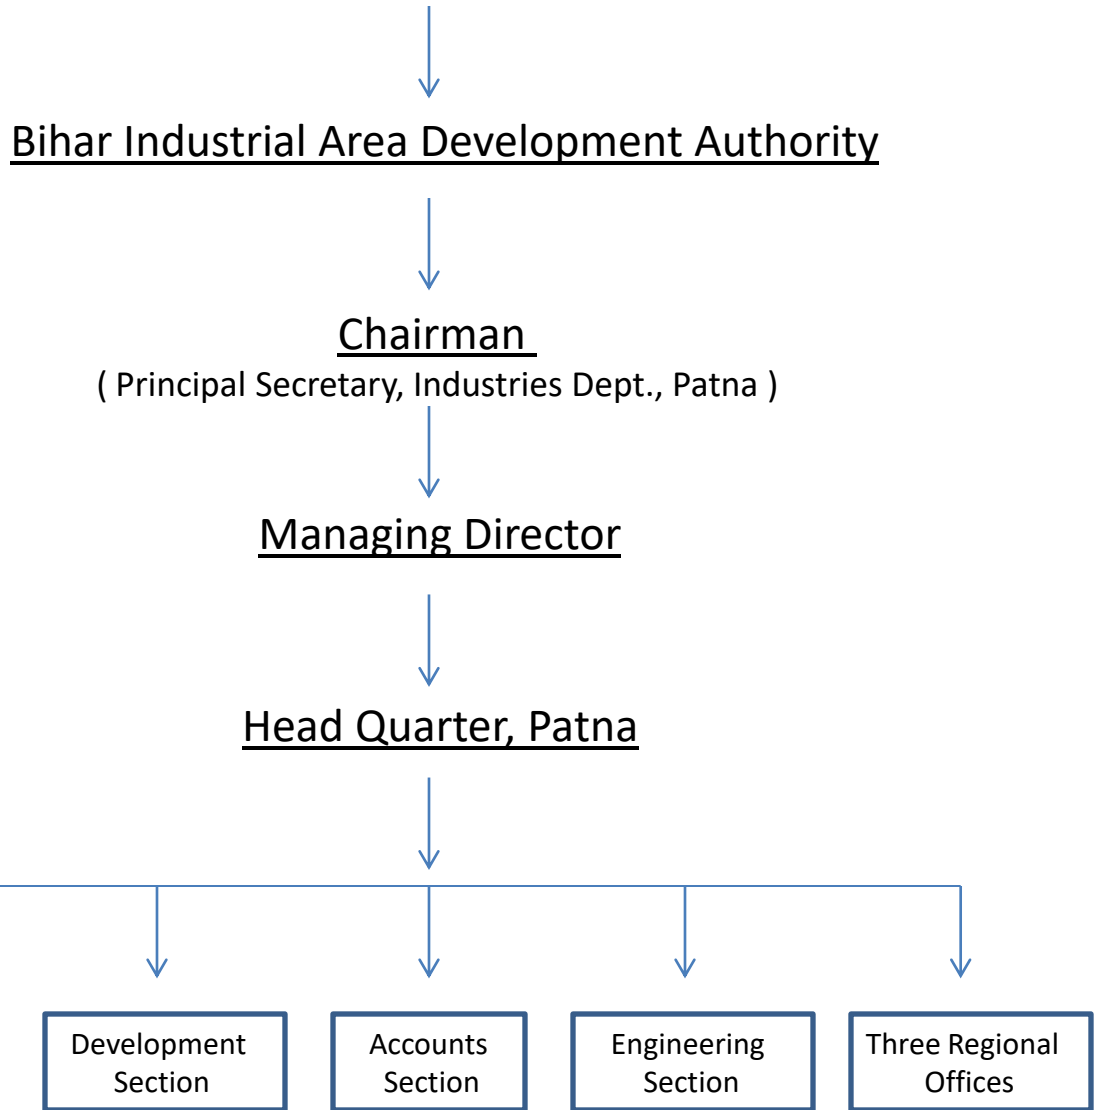 Bihar Industrial Area Development Authority
Chairman
( Principal Secretary, Industries Dept., Patna )
Managing Director
Head Quarter, Patna
Development
Section
Accounts
Section
Engineering
Section
Three Regional
Offices